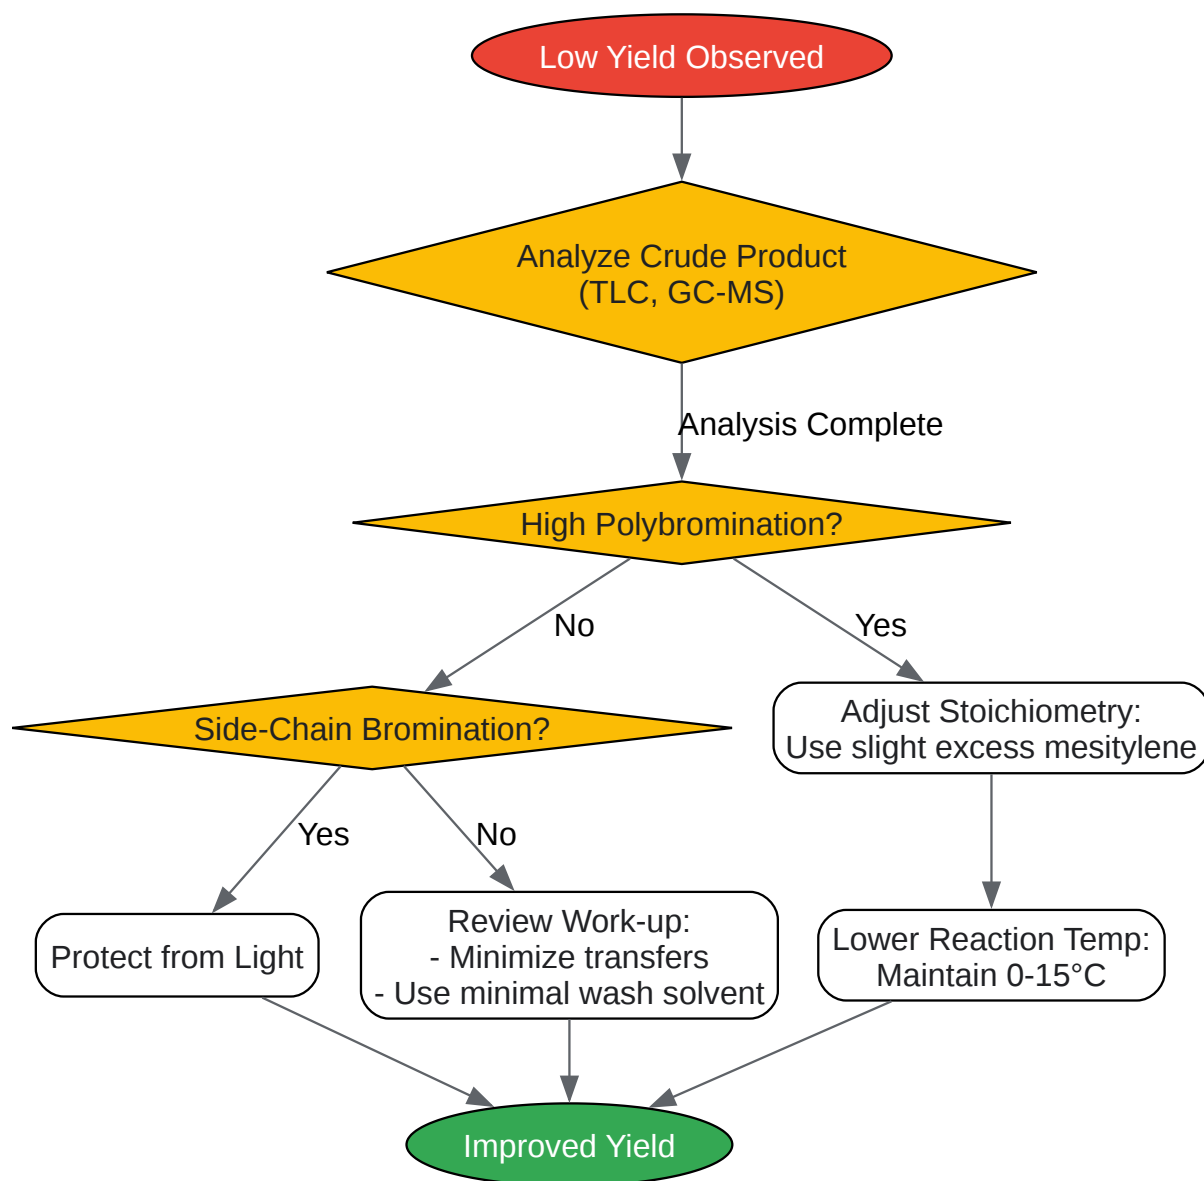 Low Yield Observed
Analyze Crude Product
(TLC, GC-MS)
Analysis Complete
High Polybromination?
No
Yes
Side-Chain Bromination?
Adjust Stoichiometry:
Use slight excess mesitylene
Yes
No
Protect from Light
Review Work-up:
- Minimize transfers
- Use minimal wash solvent
Lower Reaction Temp:
Maintain 0-15°C
Improved Yield